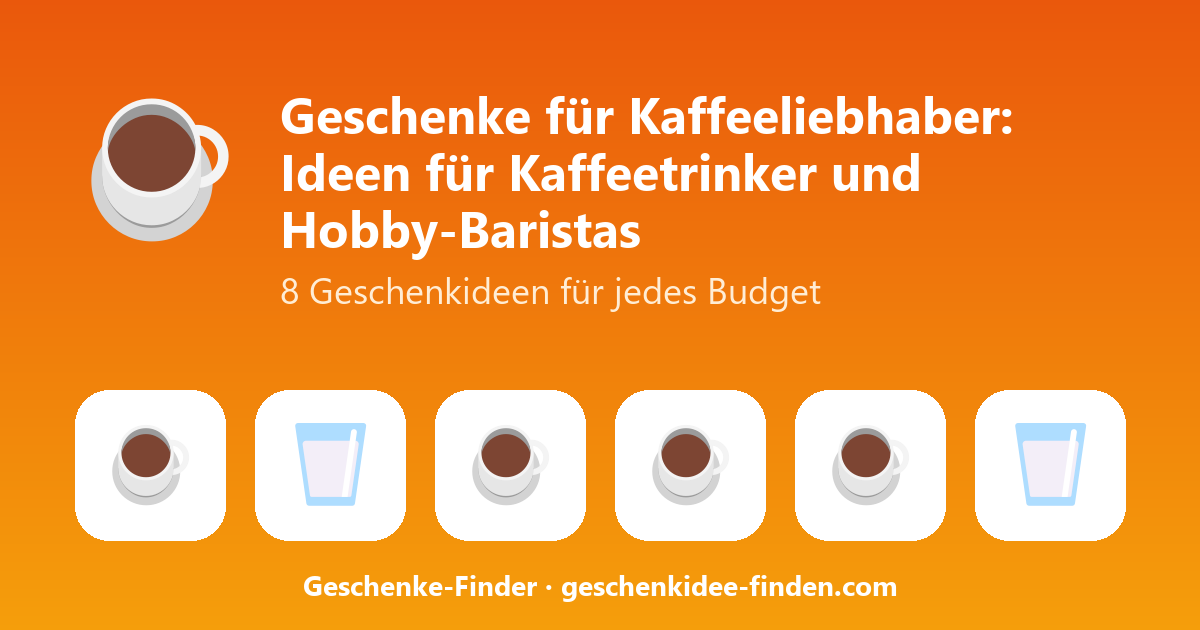 Geschenke für Kaffeeliebhaber:
Ideen für Kaffeetrinker und
Hobby-Baristas
8 Geschenkideen für jedes Budget
Geschenke-Finder · geschenkidee-finden.com